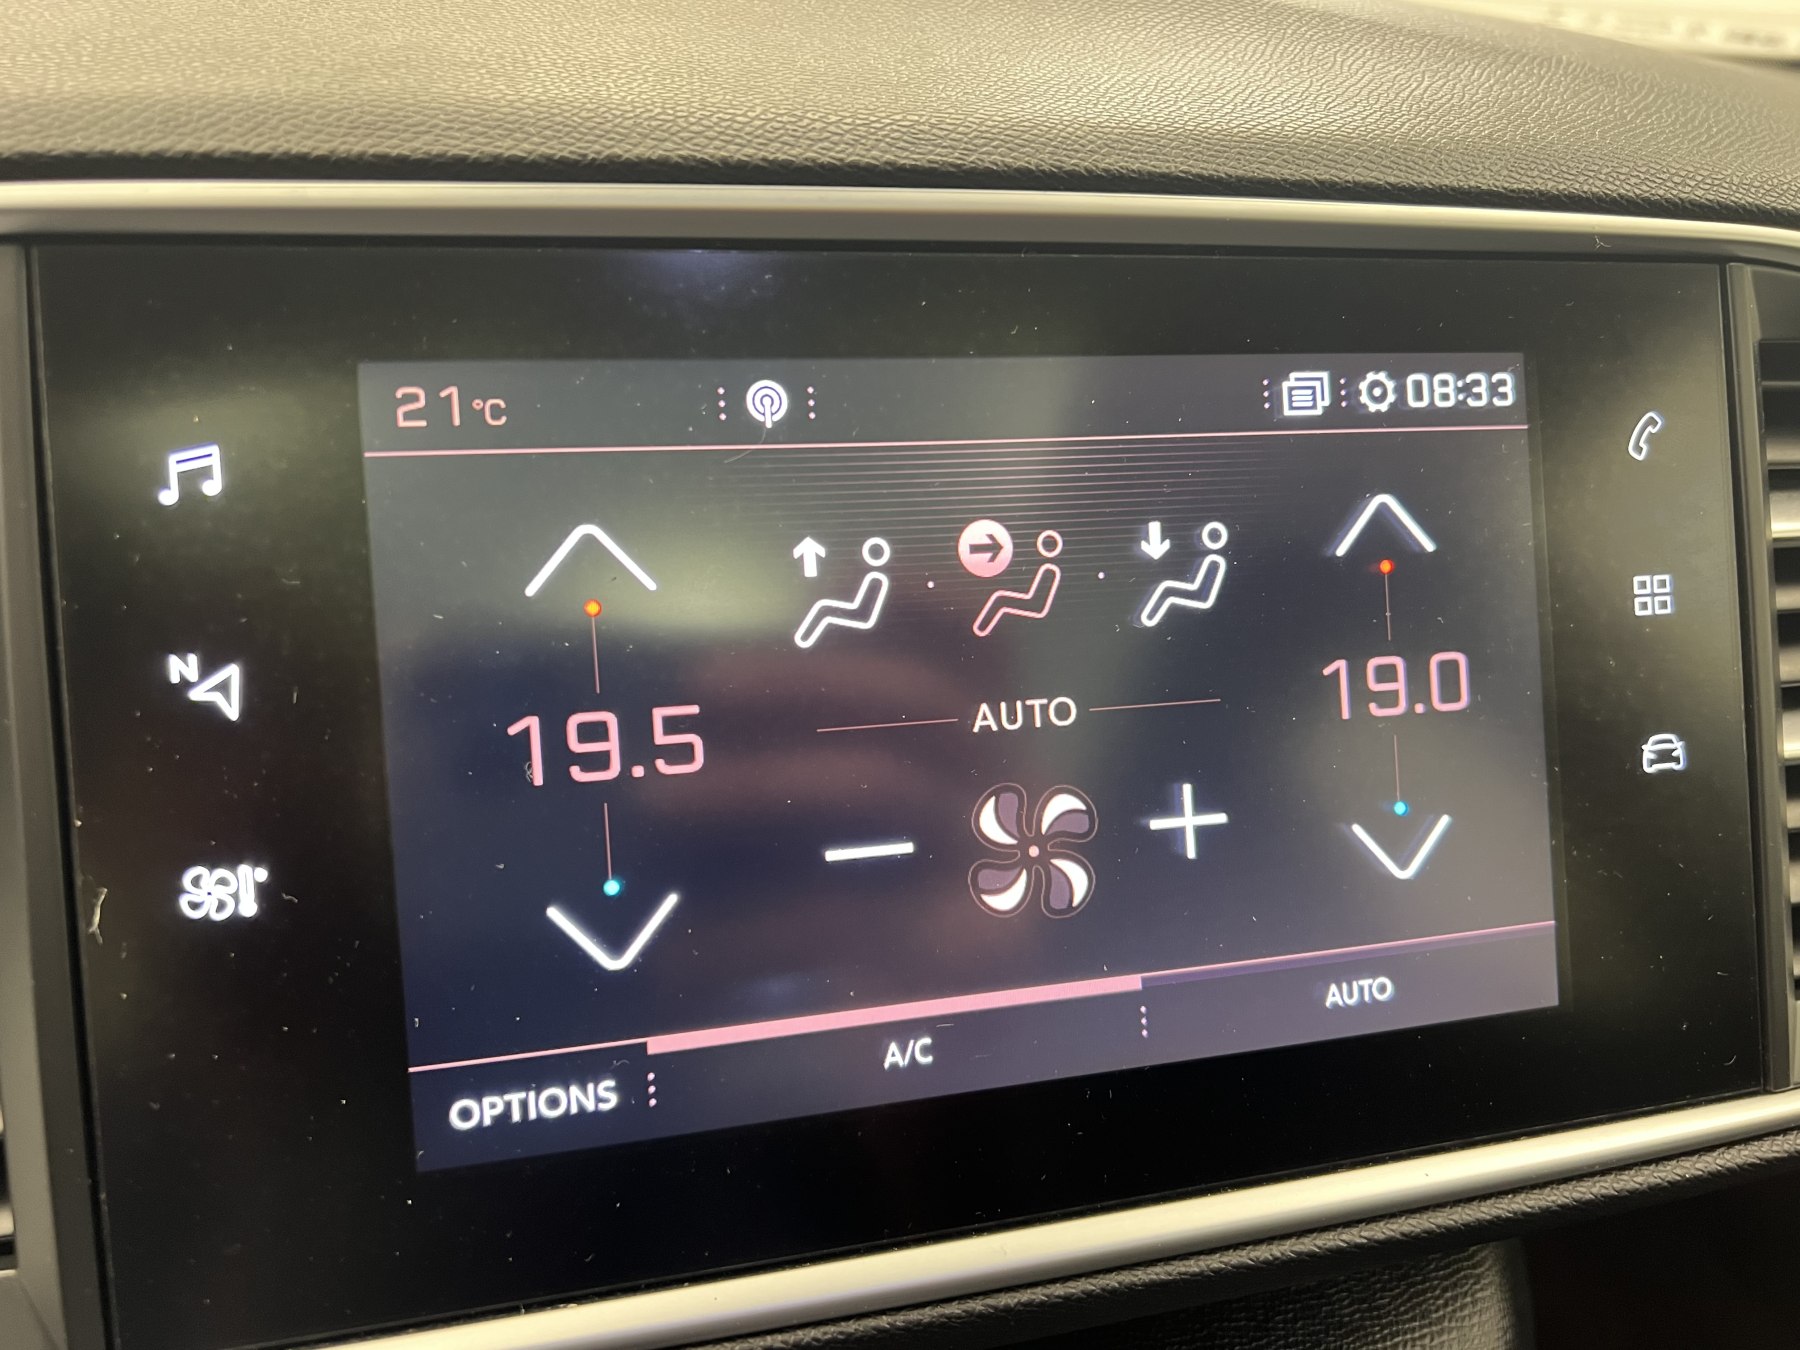 21°C
08:33
N
19.5
19.0
AUTO
OPTIONS
A/C
AUTO